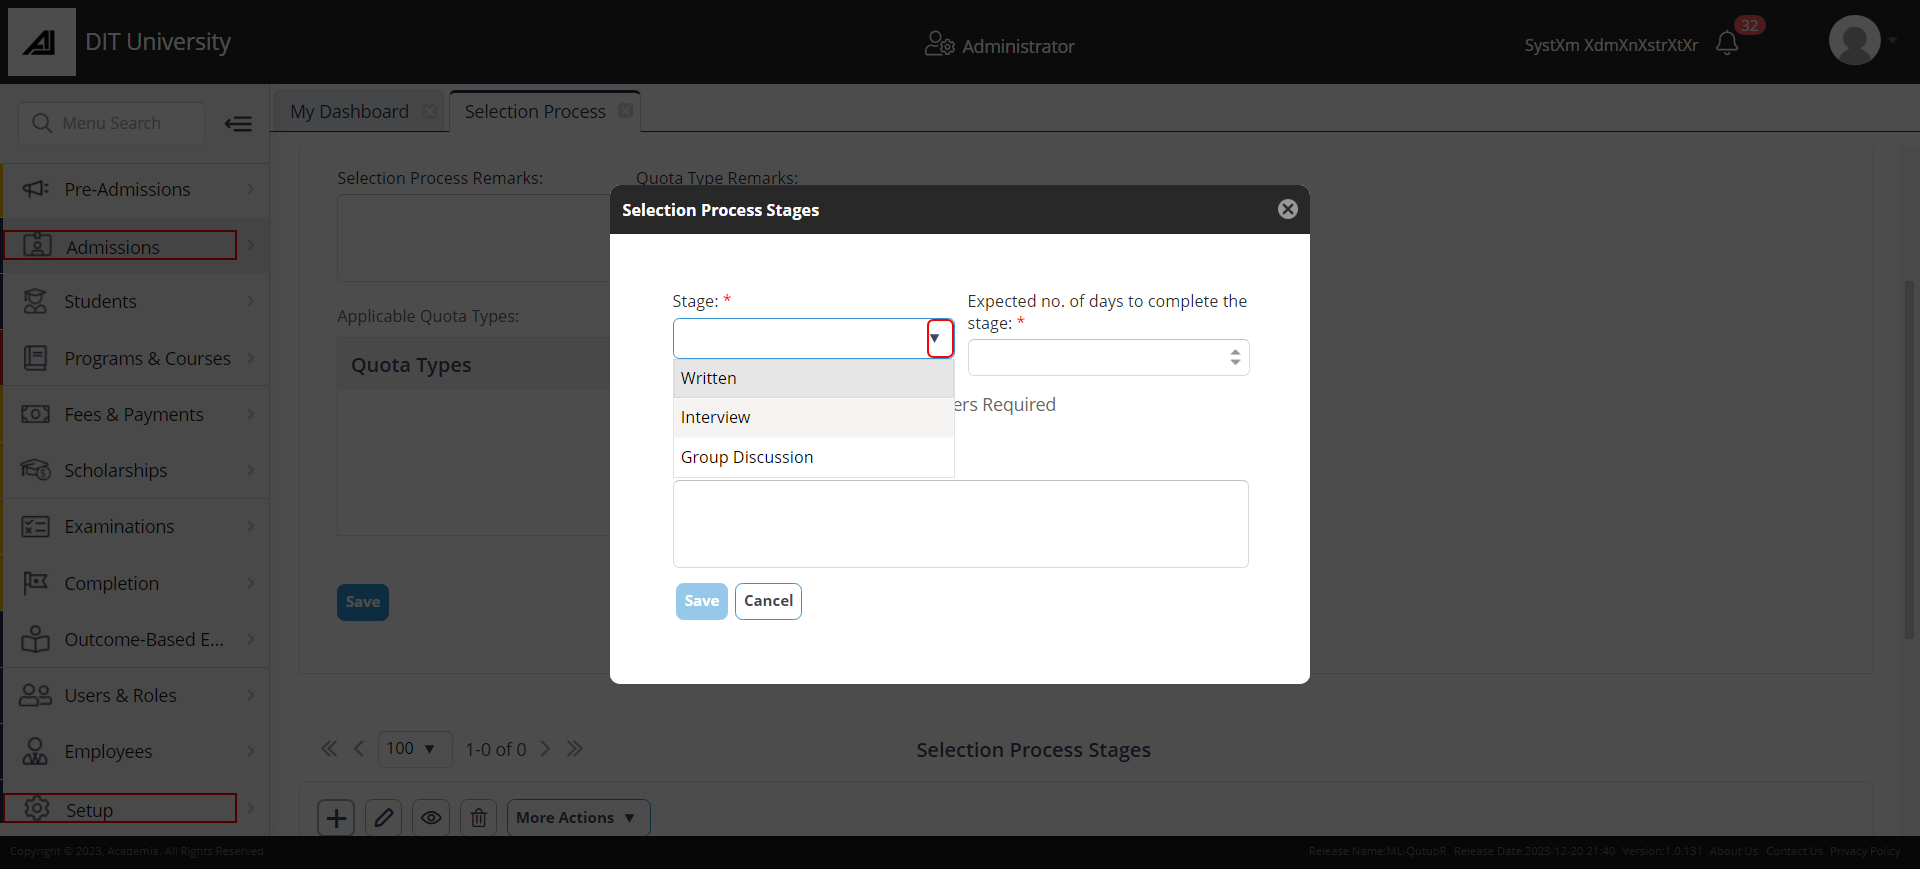 DIT University
Administrator
SystXm XdmXnXstrXtXr
32
Menu Search
My Dashboard
Selection Process
Pre-Admissions
Admissions
Students
Programs & Courses
Fees & Payments
Scholarships
Examinations
Completion
Outcome-Based E...
Users & Roles
Employees
Setup
Selection Process Remarks:
Quota Type Remarks:
Applicable Quota Types:
Quota Types
Save
Selection Process Stages
Stage: *
Expected no. of days to complete the
stage: *
Written
Interview
Group Discussion
ers Required
Save
Cancel
100
1-0 of 0
Selection Process Stages
More Actions
Copyright © 2023, Academia. All Rights Reserved
Release Name:ML-QutubR Release Date:2023-12-20 21:40 Version:1.0.131 About Us Contact Us Privacy Policy